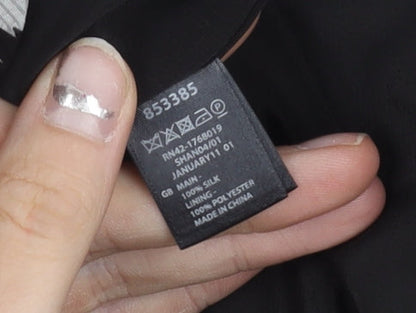 853385
RN42-1768019
SHAN04/01
JANUARY11 01
GB MAIN -
100% SILK
LINING -
100% POLYESTER
MADE IN CHINA